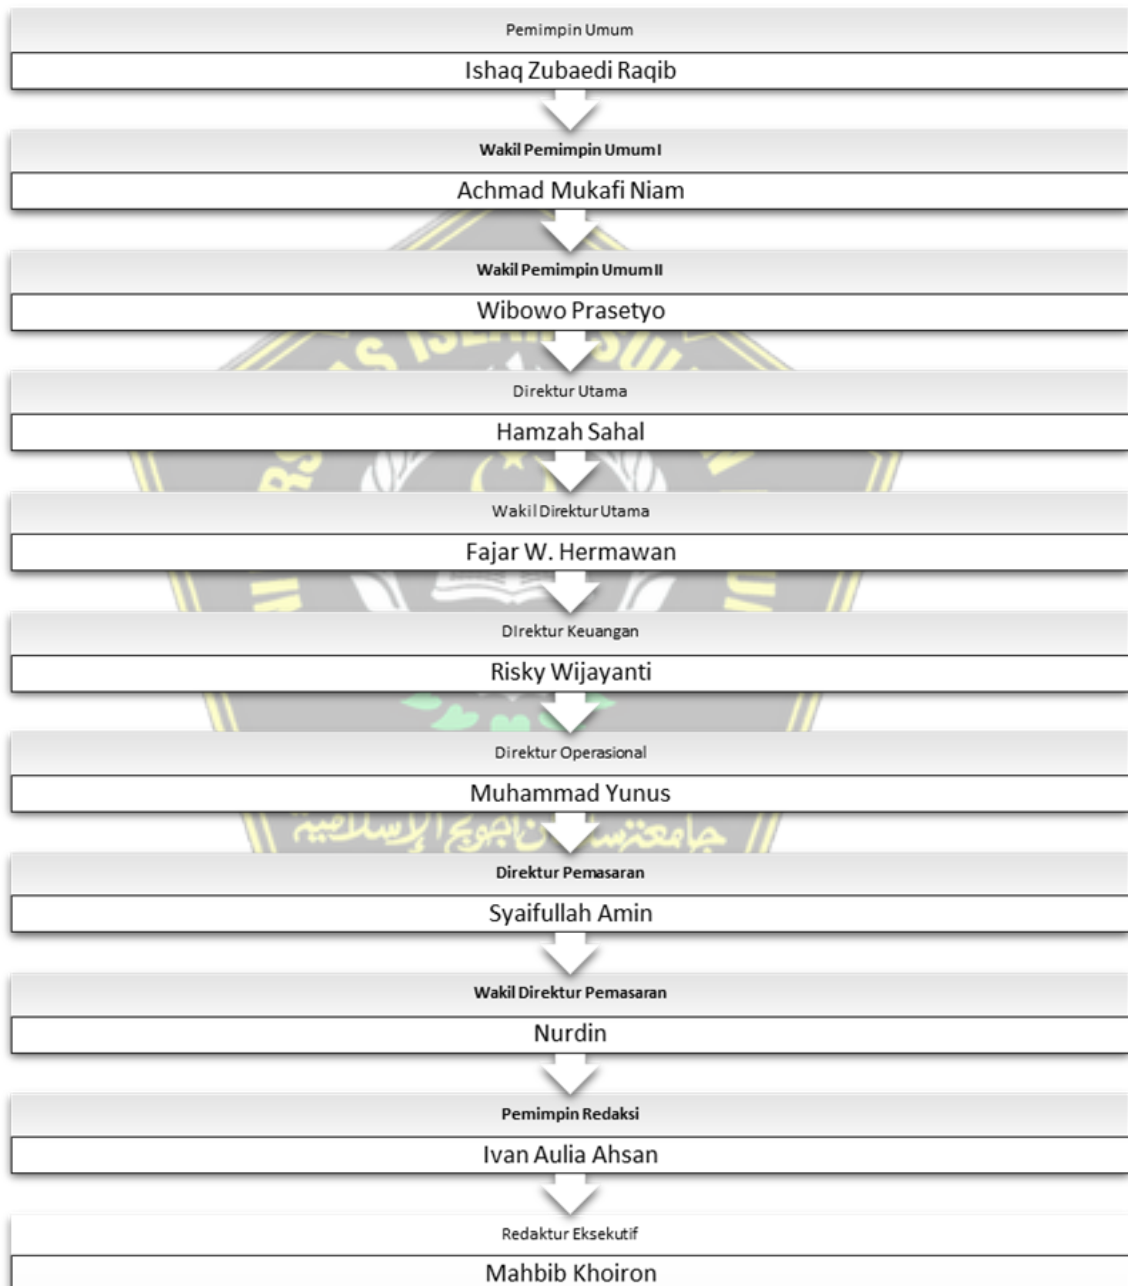 Pemimpin Umum
Ishaq Zubaedi Raqib
Wakil Pemimpin Umum I
Achmad Mukafi Niam
Wakil Pemimpin Umum II
Wibowo Prasetyo
Direktur Utama
Hamzah Sahal
Wakil Direktur Utama
Fajar W. Hermawan
DIrektur Keuangan
Risky Wijayanti
Direktur Operasional
Muhammad Yunus
Direktur Pemasaran
Syaifullah Amin
Wakil Direktur Pemasaran
Nurdin
Pemimpin Redaksi
Ivan Aulia Ahsan
Redaktur Eksekutif
Mahbib Khoiron